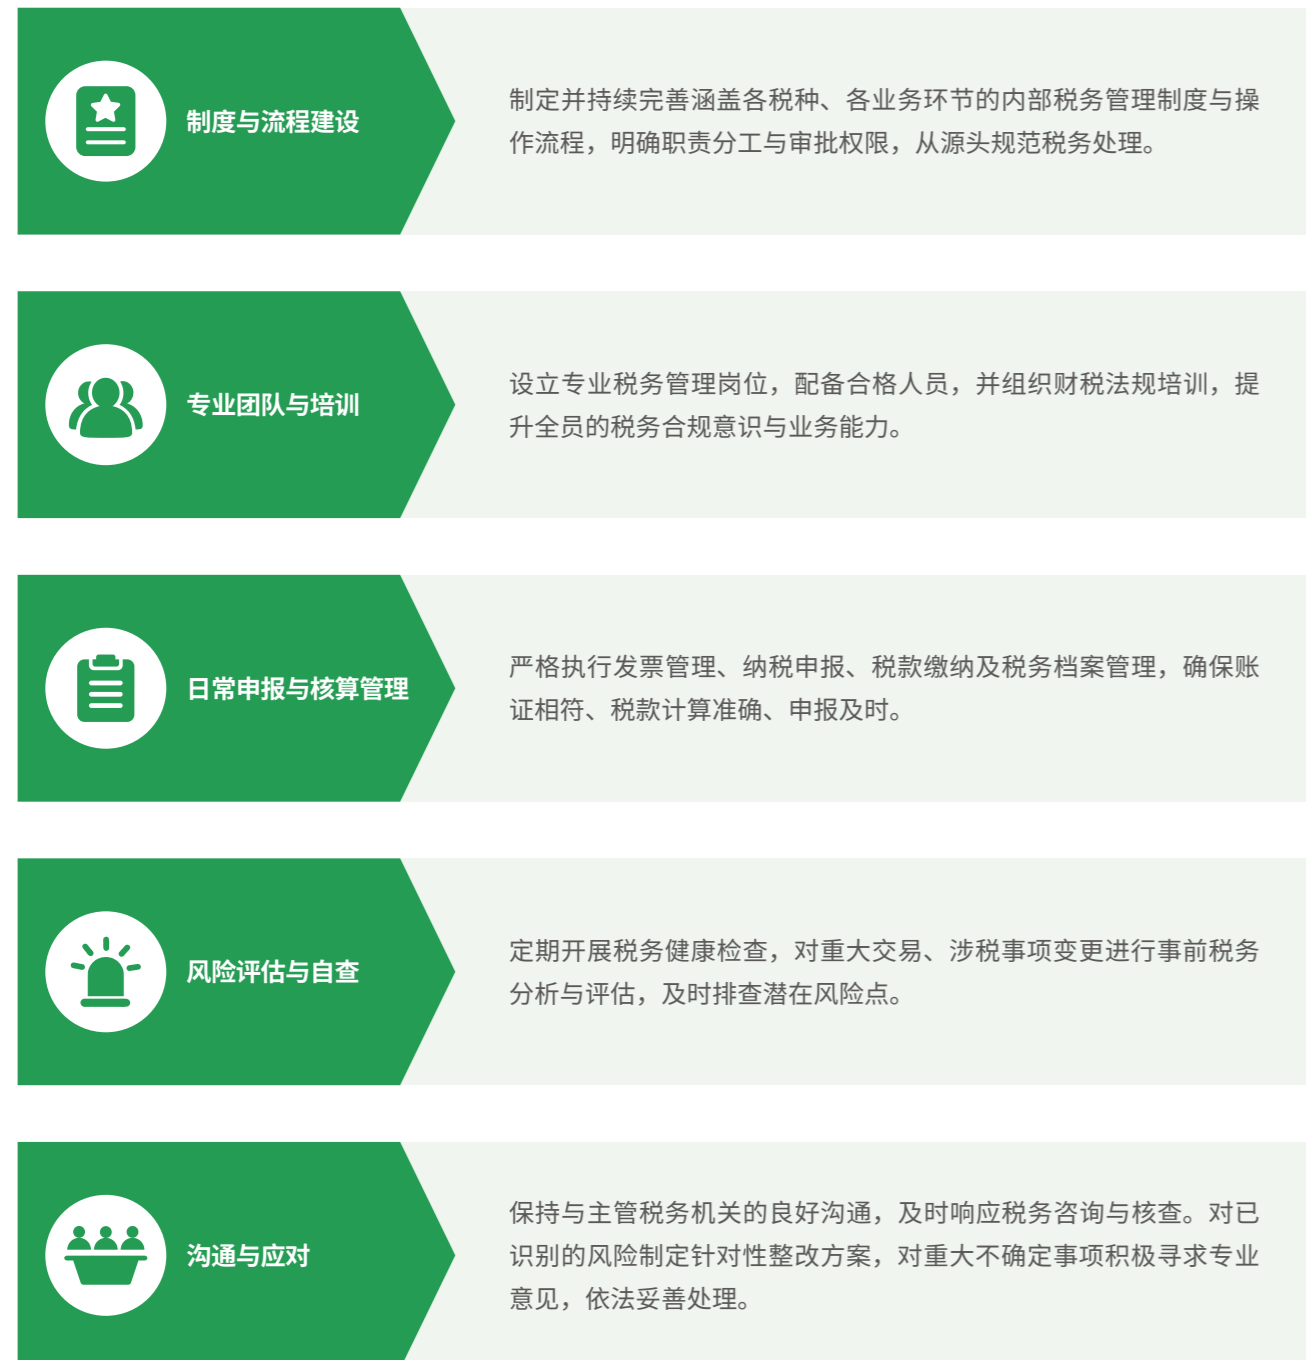 制度与流程建设
制定并持续完善涵盖各税种、各业务环节的内部税务管理制度与操
作流程，明确职责分工与审批权限，从源头规范税务处理。
专业团队与培训
设立专业税务管理岗位，配备合格人员，并组织财税法规培训，提
升全员的税务合规意识与业务能力。
日常申报与核算管理
严格执行发票管理、纳税申报、税款缴纳及税务档案管理，确保账
证相符、税款计算准确、申报及时。
风险评估与自查
定期开展税务健康检查，对重大交易、涉税事项变更进行事前税务
分析与评估，及时排查潜在风险点。
沟通与应对
保持与主管税务机关的良好沟通，及时响应税务咨询与核查。对已
识别的风险制定针对性整改方案，对重大不确定事项积极寻求专业
意见，依法妥善处理。